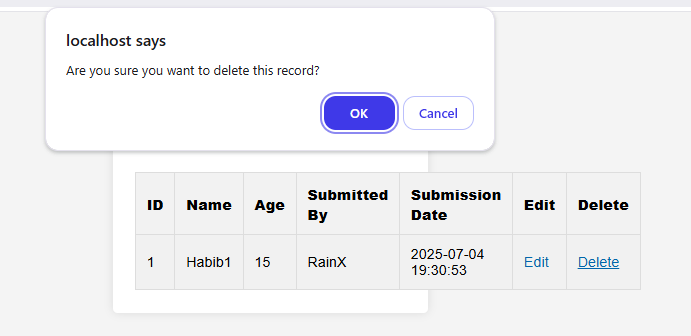 localhost says
Are you sure you want to delete this record?
OK Cancel
ID Name Age Submitted By Submission Date Edit Delete
1 Habib1 15 RainX 2025-07-04 19:30:53 Edit Delete